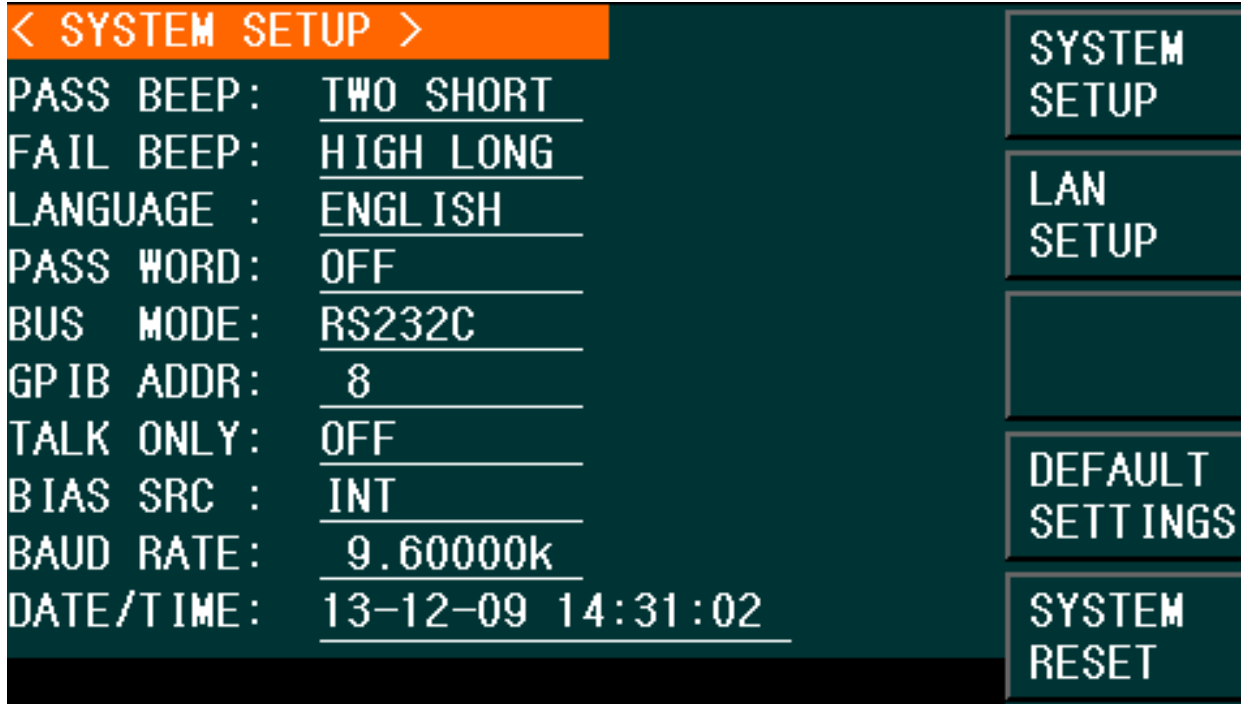 < SYSTEM SETUP >
PASS BEEP: TWO SHORT
FAIL BEEP: HIGH LONG
LANGUAGE : ENGLISH
PASS WORD: OFF
BUS MODE: RS232C
GPIB ADDR: 8
TALK ONLY: OFF
BIAS SRC : INT
BAUD RATE: 9.60000k
DATE/TIME: 13-12-09 14:31:02
SYSTEM
SETUP
LAN
SETUP
DEFAULT
SETTINGS
SYSTEM
RESET